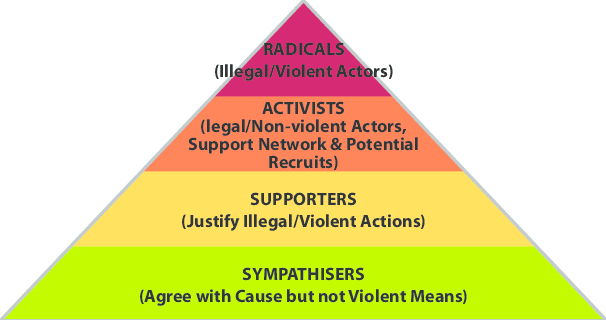 RADICALS
(Illegal/Violent Actors)
ACTIVISTS
(legal/Non-violent Actors,
Support Network & Potential
Recruits)
SUPPORTERS
(Justify Illegal/Violent Actions)
SYMPATHISERS
(Agree with Cause but not Violent Means)